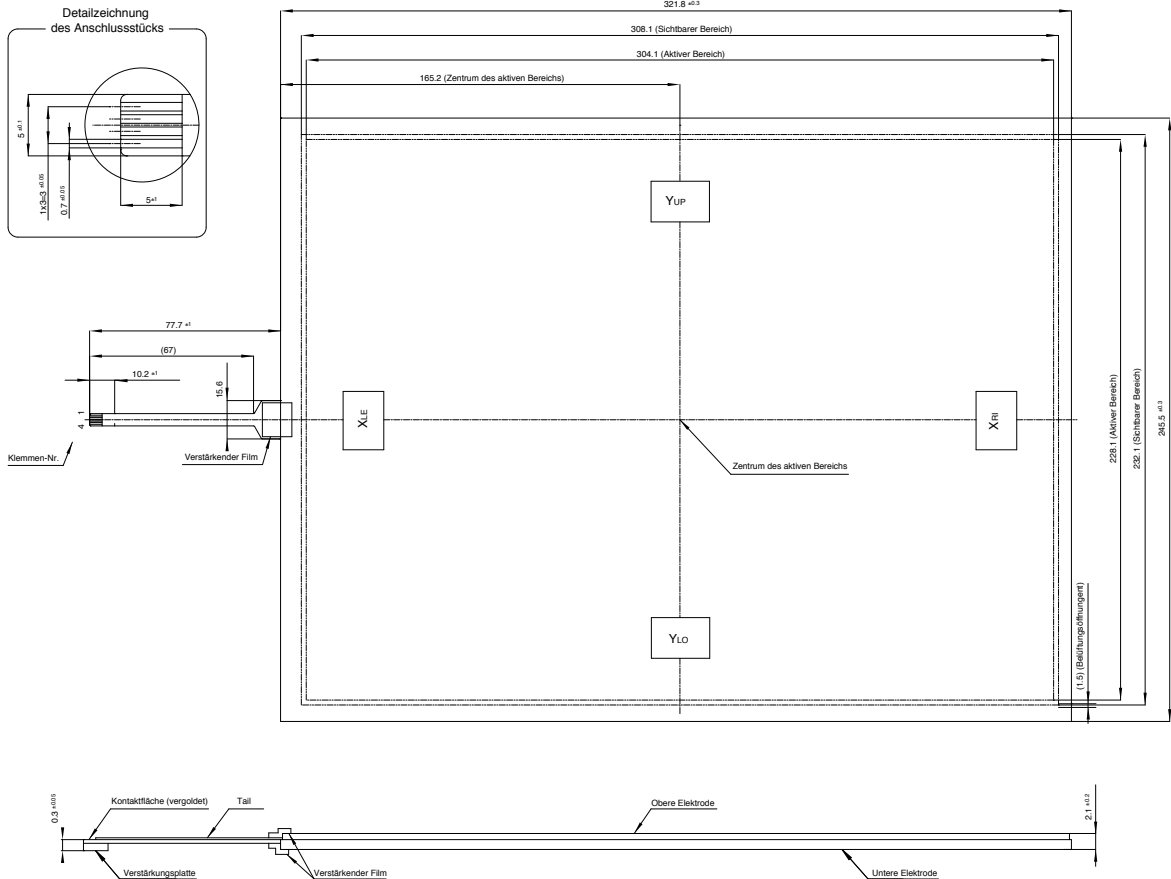 Detailzeichnung
des Anschlussstücks
321.8 ±0.3
308.1 (Sichtbarer Bereich)
304.1 (Aktiver Bereich)
165.2 (Zentrum des aktiven Bereichs)
5 ±0.1
1x3=3 ±0.05
0.7 ±0.05
5±1
YUP
77.7 ±1
(67)
10.2 ±1
15.6
1
4
XLE
XRI
Klemmen-Nr.
Verstärkender Film
Zentrum des aktiven Bereichs
228.1 (Aktiver Bereich)
232.1 (Sichtbarer Bereich)
245.5 ±0.3
YLO
(1.5) (Belüftungsöffnungent)
0.3 ±0.05
Kontaktfläche (vergoldet)
Tail
Obere Elektrode
2.1 ±0.2
Verstärkungsplatte
Verstärkender Film
Untere Elektrode